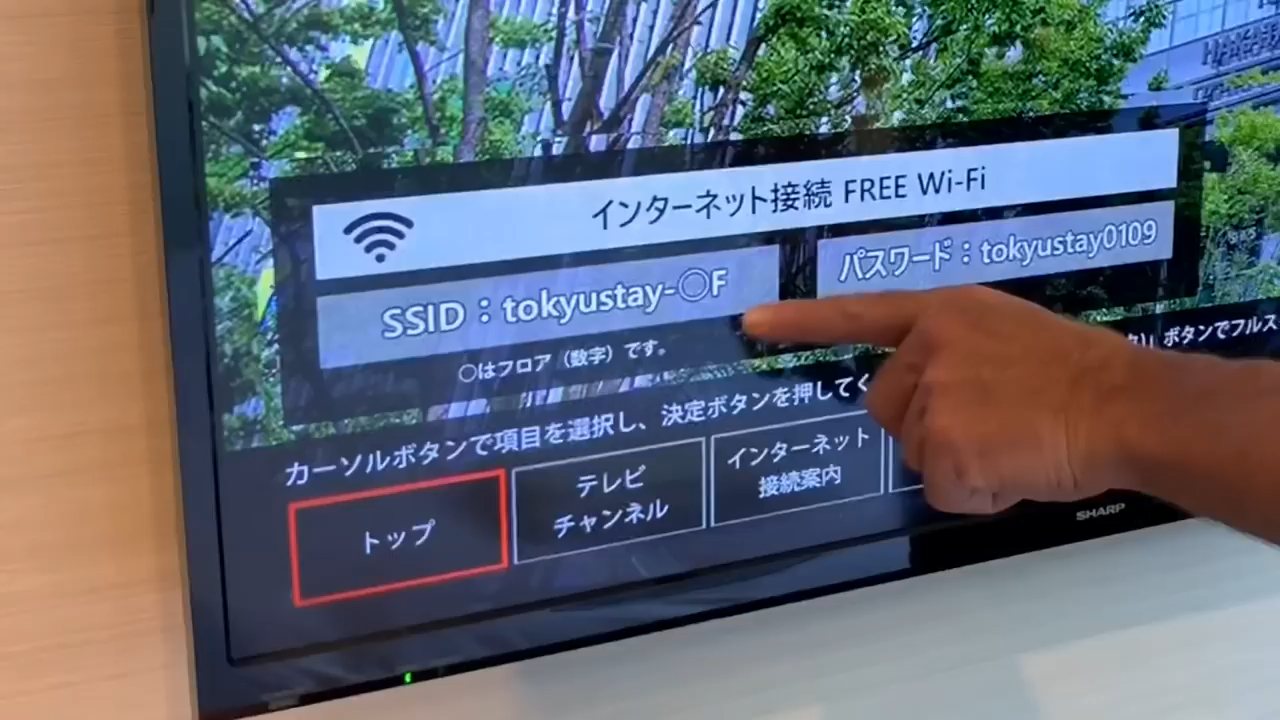 インターネット接続 FREE Wi-Fi
SSID：tokyustay-○F
パスワード：tokyustay0109
○はフロア（数字）です。
カーソルボタンで項目を選択し、決定ボタンを押してく
ボタンでフルス
トップ
テレビ
チャンネル
インターネット
接続案内
SHARP